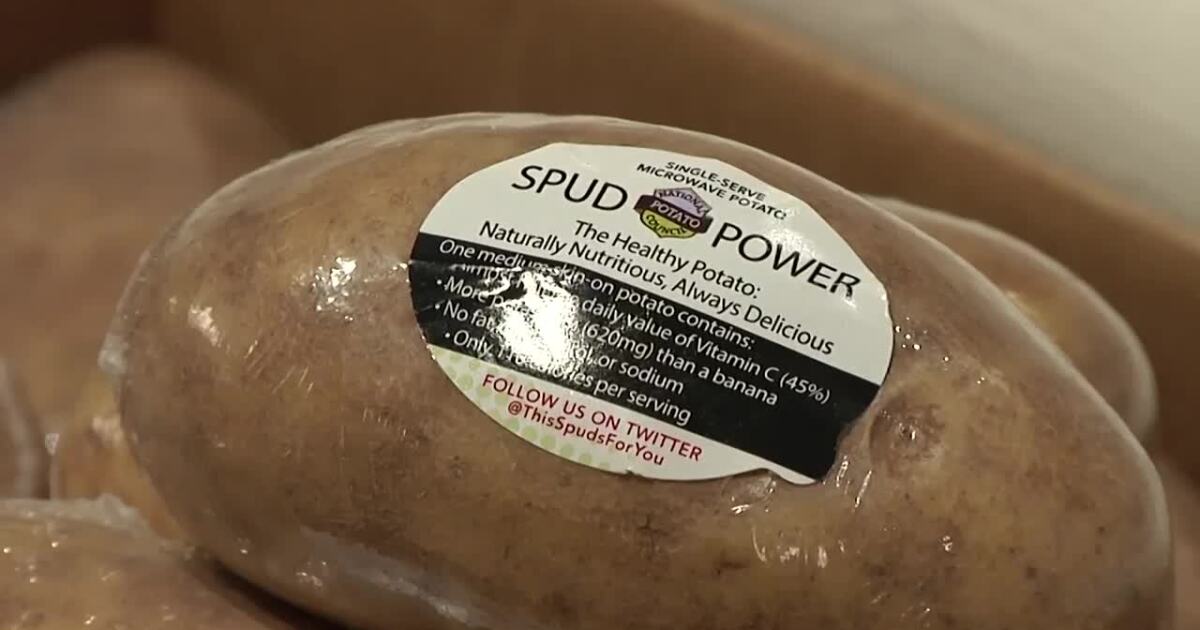 SINGLE-SERVE
MICROWAVE POTATO
SPUD POWER
NATIONAL
POTATO
COUNCIL
The Healthy Potato:
Naturally Nutritious, Always Delicious
One medium skin-on potato contains:
daily value of Vitamin C (45%)
• More (620mg) than a banana
• No fat, or sodium
• Only calories per serving
FOLLOW US ON TWITTER
@ThisSpudsForYou